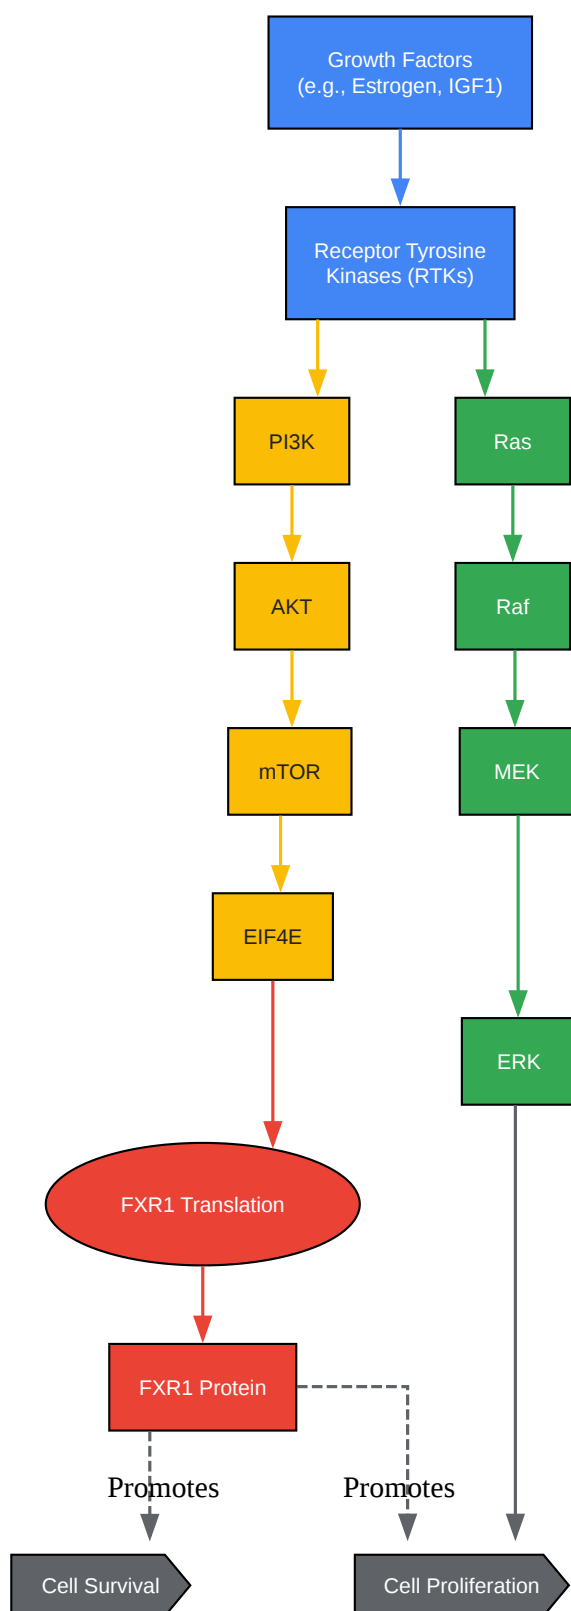 Growth Factors
(e.g., Estrogen, IGF1)
Receptor Tyrosine
Kinases (RTKs)
PI3K
Ras
AKT
Raf
mTOR
MEK
EIF4E
ERK
FXR1 Translation
FXR1 Protein
Promotes
Promotes
Cell Survival
Cell Proliferation